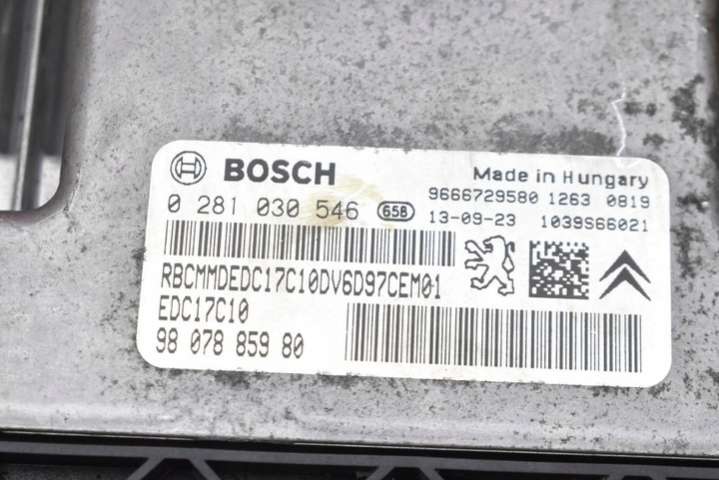 BOSCH Made in Hungary
9666729580 1263 0819
0 281 030 546 658 13-09-23 1039S66021
RBCMMDEDC17C10DV6D97CEM01
EDC17C10
98 078 859 80